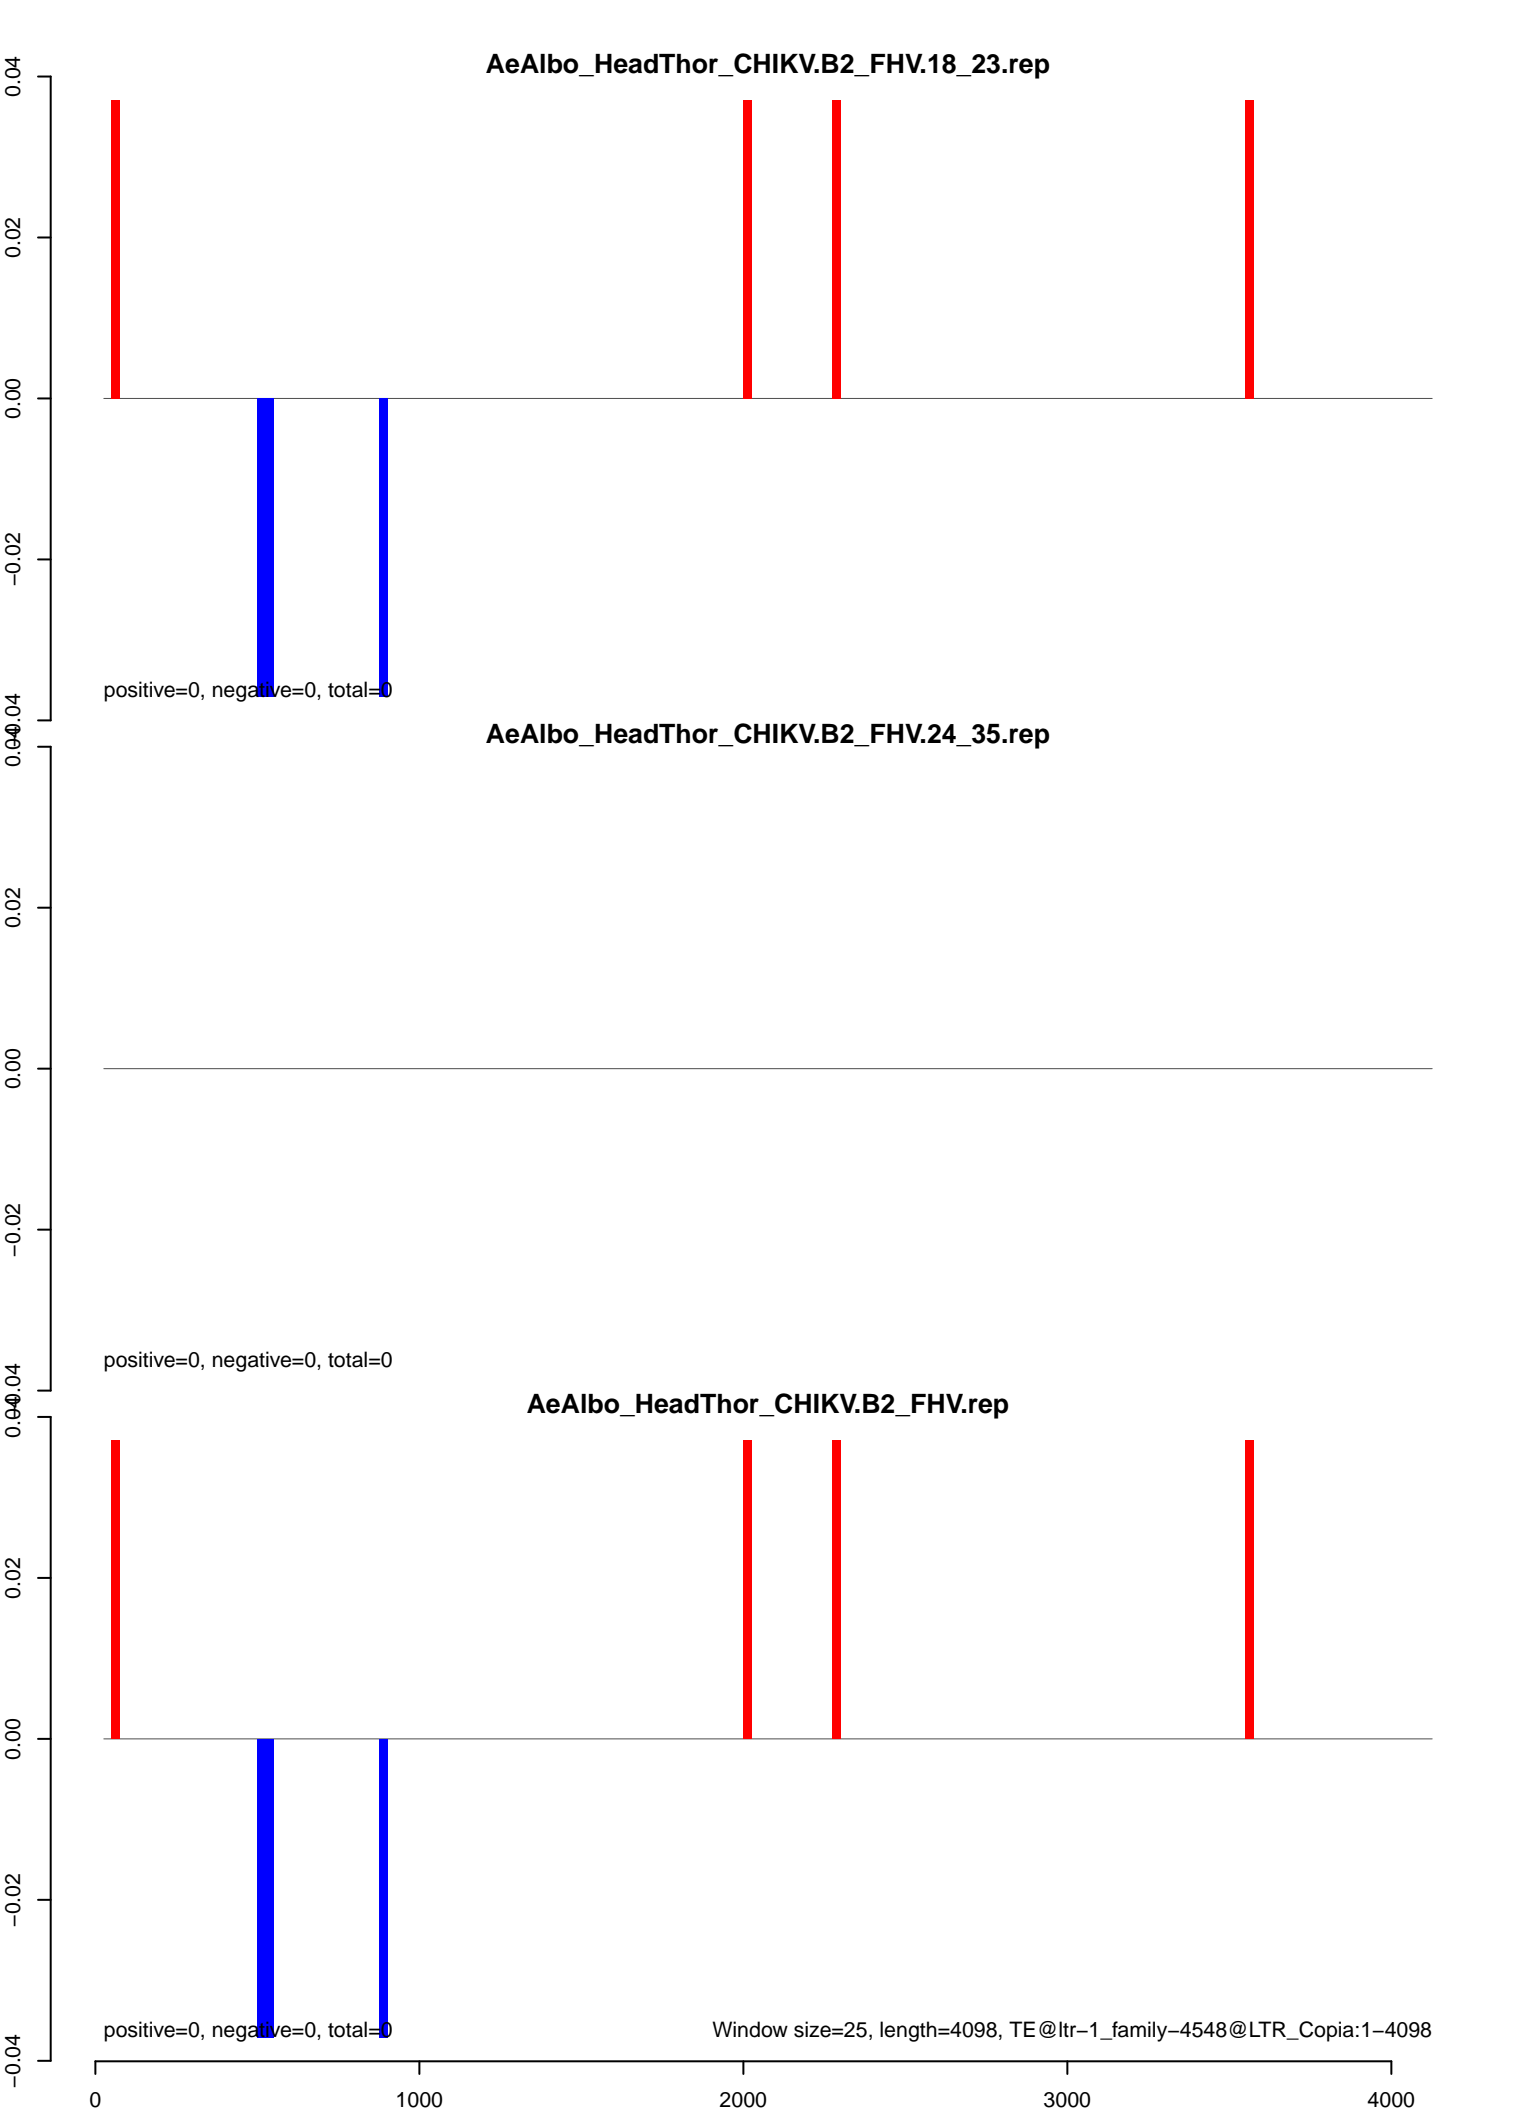 AeAlbo_HeadThor_CHIKV.B2_FHV.18_23.rep
0.04
0.02
0.00
−0.02
−0.04
positive=0, negative=0, total=0
AeAlbo_HeadThor_CHIKV.B2_FHV.24_35.rep
0.04
0.02
0.00
−0.02
−0.04
positive=0, negative=0, total=0
AeAlbo_HeadThor_CHIKV.B2_FHV.rep
0.04
0.02
0.00
−0.02
−0.04
positive=0, negative=0, total=0
Window size=25, length=4098, TE@ltr−1_family−4548@LTR_Copia:1−4098
0 1000 2000 3000 4000